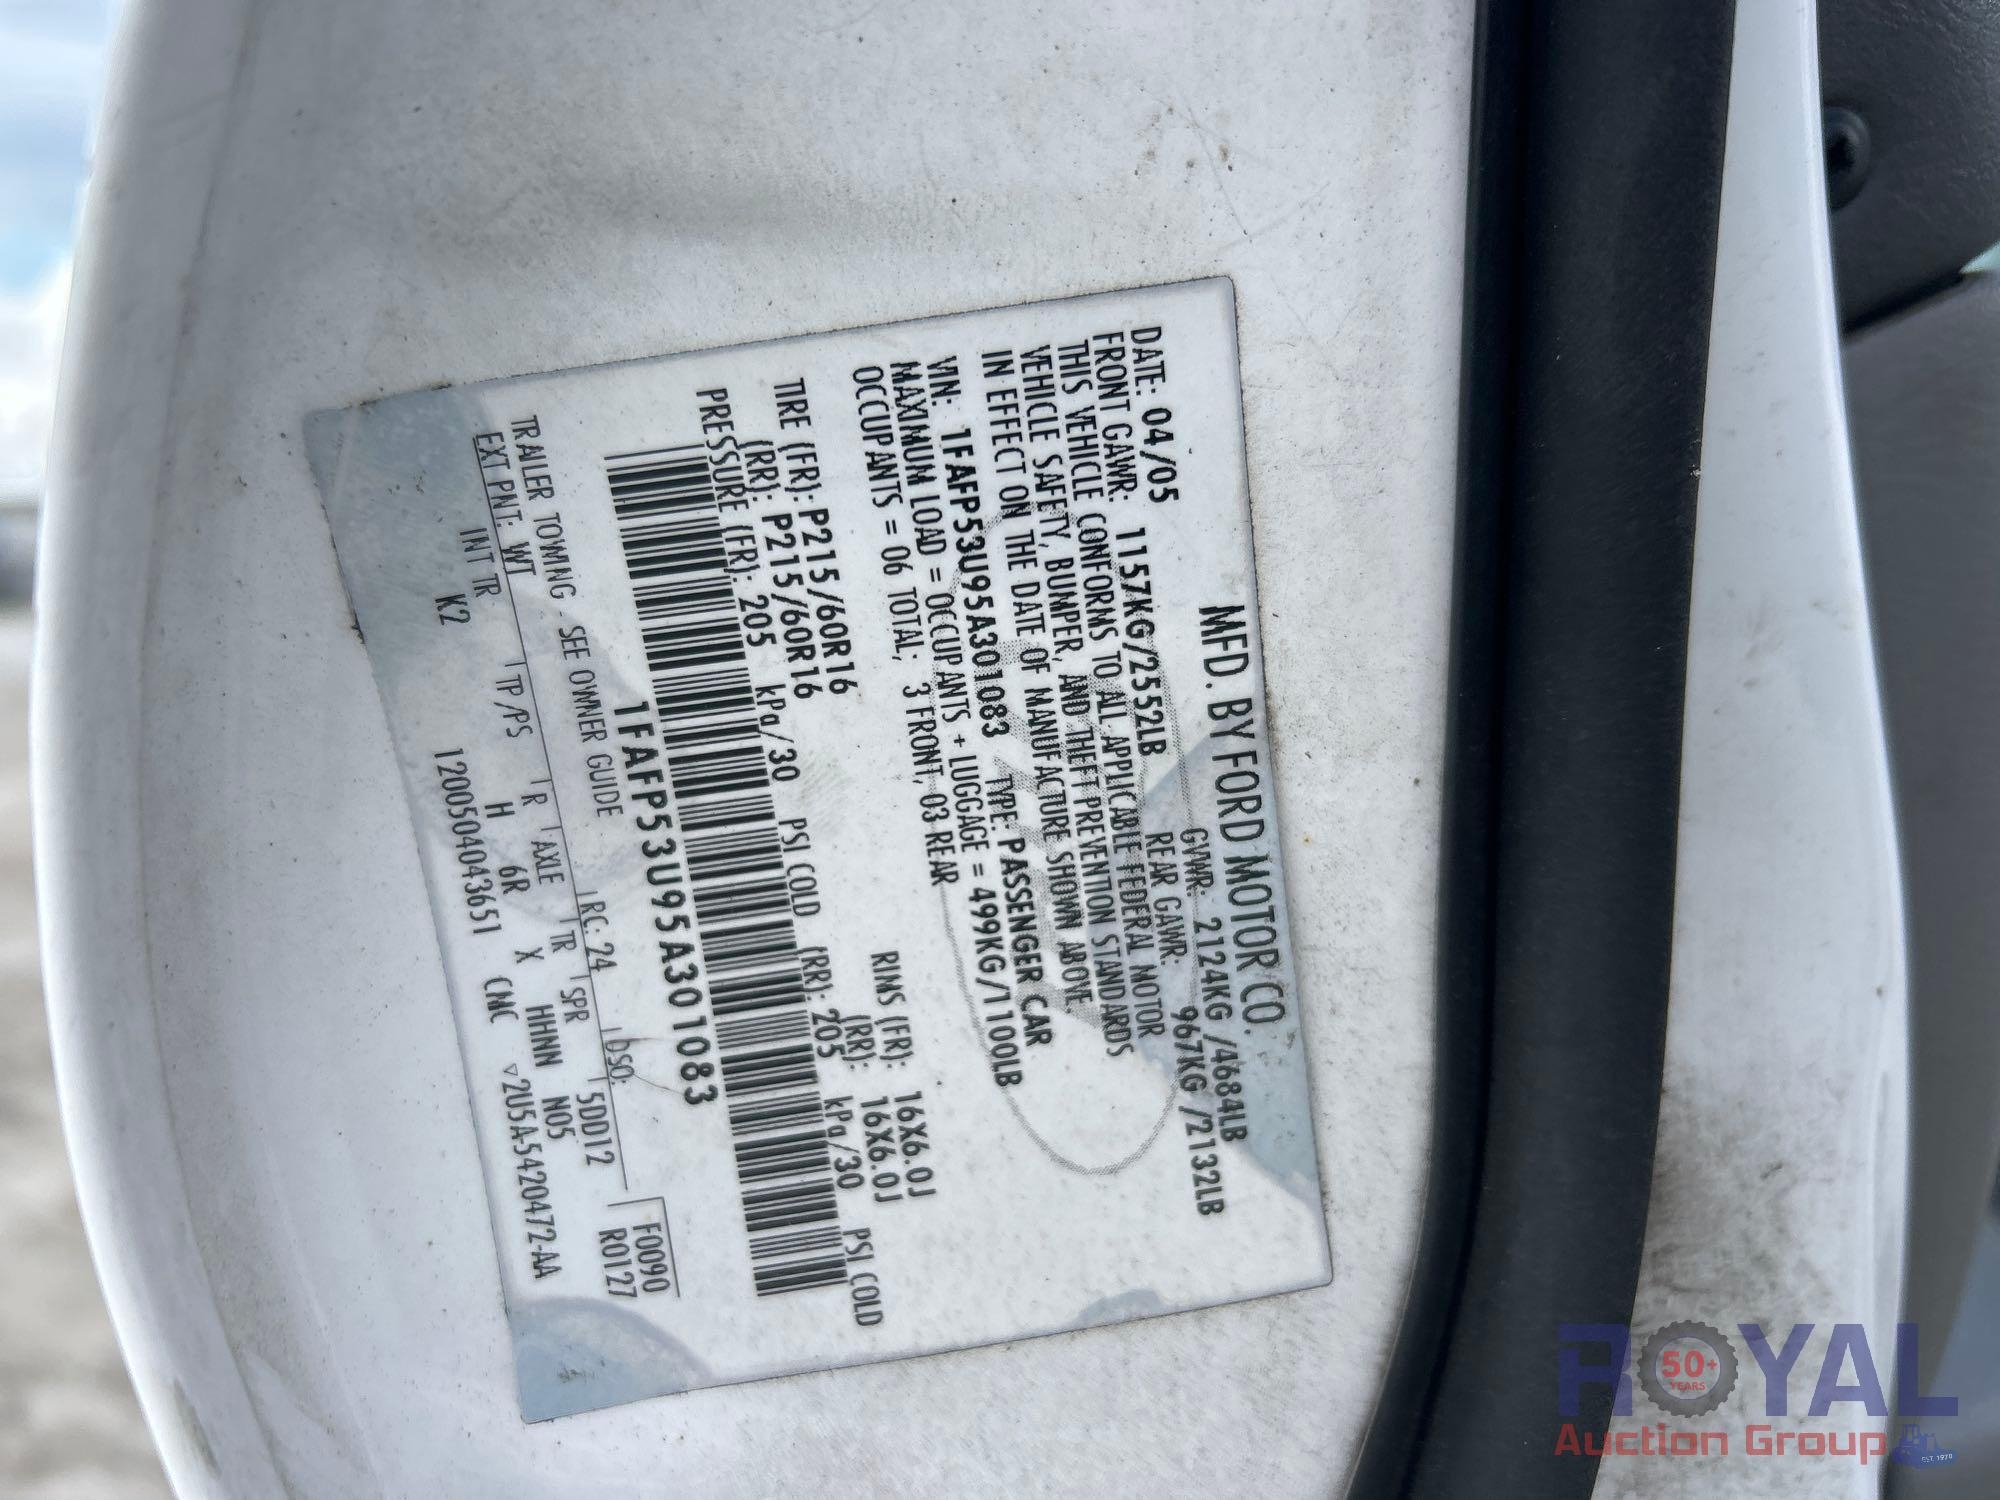 MFD. BY FORD MOTOR CO.
DATE: 04/05 GVWR: 2124KG /4684LB
FRONT GAWR: 1157KG/2552LB REAR GAWR: 967KG /2132LB
THIS VEHICLE CONFORMS TO ALL APPLICABLE FEDERAL MOTOR
VEHICLE SAFETY, BUMPER, AND THEFT PREVENTION STANDARDS
IN EFFECT ON THE DATE OF MANUFACTURE SHOWN ABOVE.
VIN: 1FAFP53U95A301083 TYPE: PASSENGER CAR
MAXIMUM LOAD = OCCUPANTS + LUGGAGE = 499KG/1100LB
OCCUPANTS = 06 TOTAL; 3 FRONT, 03 REAR
TIRE (FR): P215/60R16 RIMS (FR): 16X6.0J
(RR): P215/60R16 (RR): 16X6.0J
PRESSURE (FR): 205 kPa/30 PSI COLD (RR): 205 kPa/30 PSI COLD
1FAFP53U95A301083
F0090
R0127
TRAILER TOWING - SEE OWNER GUIDE
EXT PNT: WT RC: 24 DSO:
INT TR TP/PS R AXLE TR SPR 5DD12
K2 H 6R X HHNN N05
1200504043651 CMC ▽2U5A-5420472-AA
ROYAL
50+
YEARS
Auction Group
EST. 1970